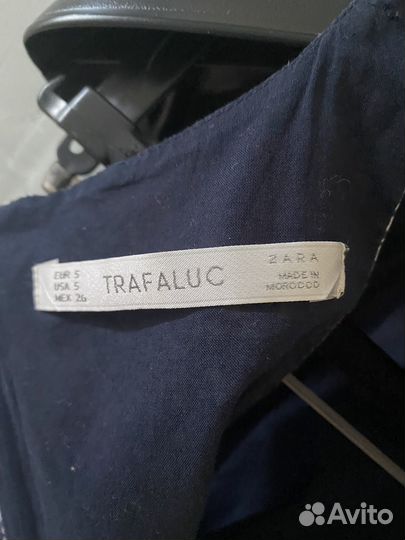 EUR S
USA S
MEX 26
TRAFALUC
ZARA
MADE IN
MOROCCO
Avito